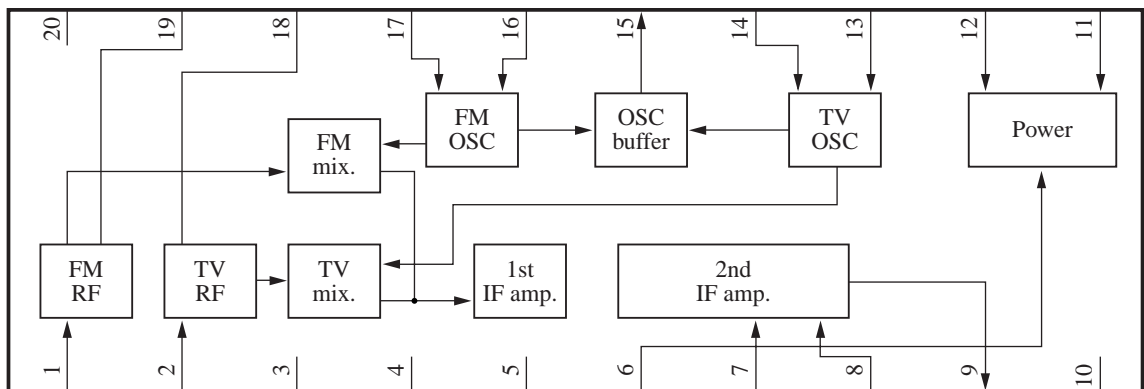 20 19 18 17 16 15 14 13 12 11
FM
OSC
OSC
buffer
TV
OSC
Power
FM
mix.
FM
RF
TV
RF
TV
mix.
1st
IF amp.
2nd
IF amp.
1 2 3 4 5 6 7 8 9 10